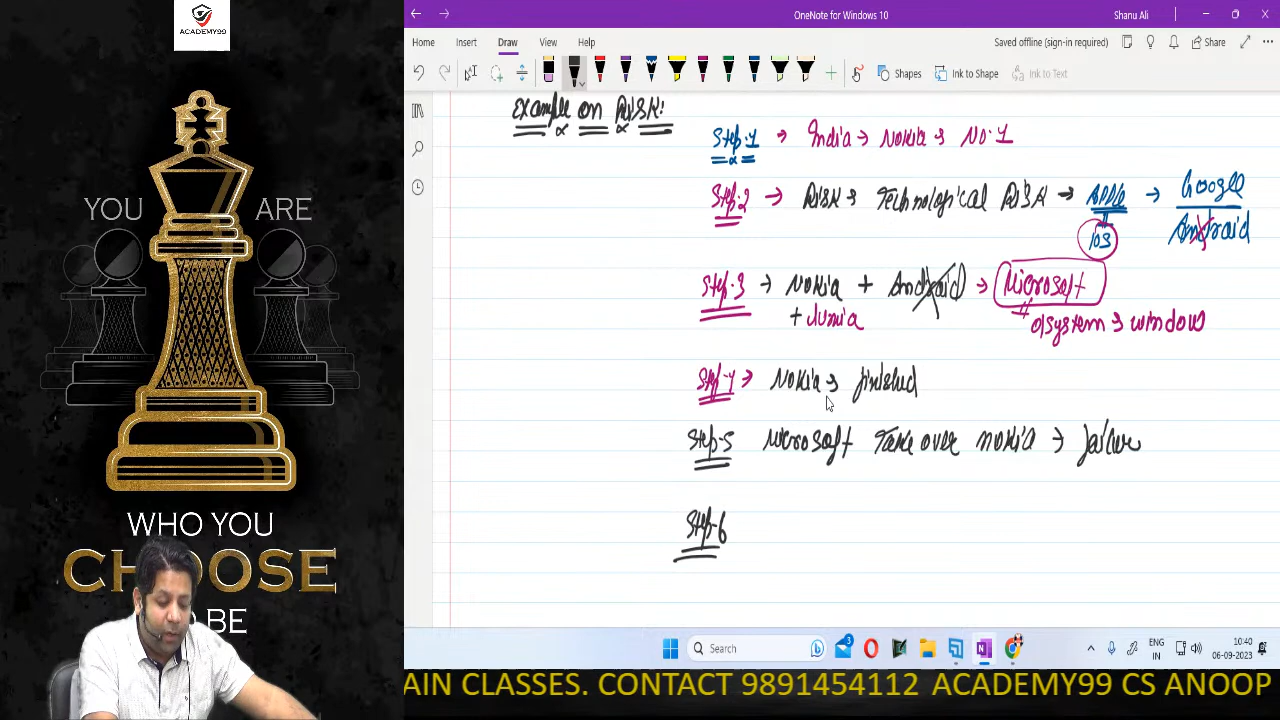 ACADEMY99
YOU ARE
WHO YOU
CHOOSE
TO BE
OneNote for Windows 10
Shanu Ali
Home Insert Draw View Help
Saved offline (sign-in required)
Share
Shapes
Ink to Shape
Ink to Text
Example on RISK:
Step-1 → India → Nokia → No.1
Step-2 → RISK → Technological RISK → Apple → Google
IOS Android
Step-3 → Nokia + Android → Microsoft
+ Lumia
o/system → window
Step-4 → Nokia → finished
Step-5 Microsoft Take over Nokia → failure
Step-6
Search
3
ENG
IN
10:40
06-09-2023
AIN CLASSES. CONTACT 9891454112 ACADEMY99 CS ANOOP